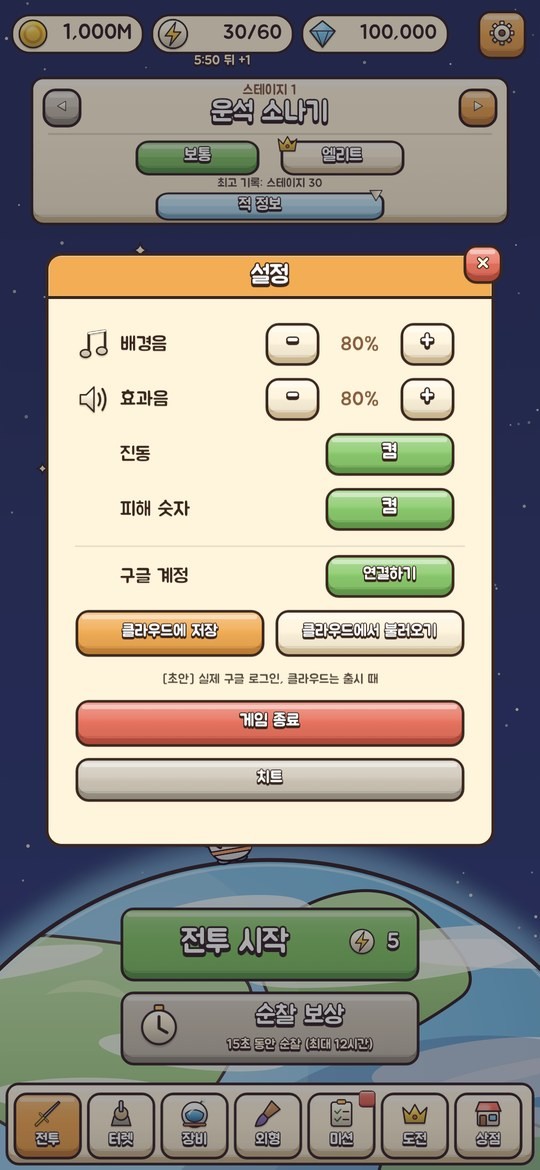 1,000M
30/60
100,000
5:50 뒤 +1
스테이지 1
운석 소나기
보통
엘리트
최고 기록: 스테이지 30
적 정보
설정
배경음
- 80% +
효과음
- 80% +
진동
켬
피해 숫자
켬
구글 계정
연결하기
클라우드에 저장
클라우드에서 불러오기
[초안] 실제 구글 로그인, 클라우드는 출시 때
게임 종료
치트
전투 시작
5
순찰 보상
15초 동안 순찰 (최대 12시간)
전투
터렛
장비
외형
미션
도전
상점